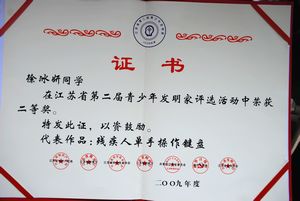 证书
徐冰妍同学
在江苏省第二届青少年发明家评选活动中荣获
二等奖。
特发此证，以资鼓励。
代表作品：残疾人单手操作键盘
二〇〇九年度